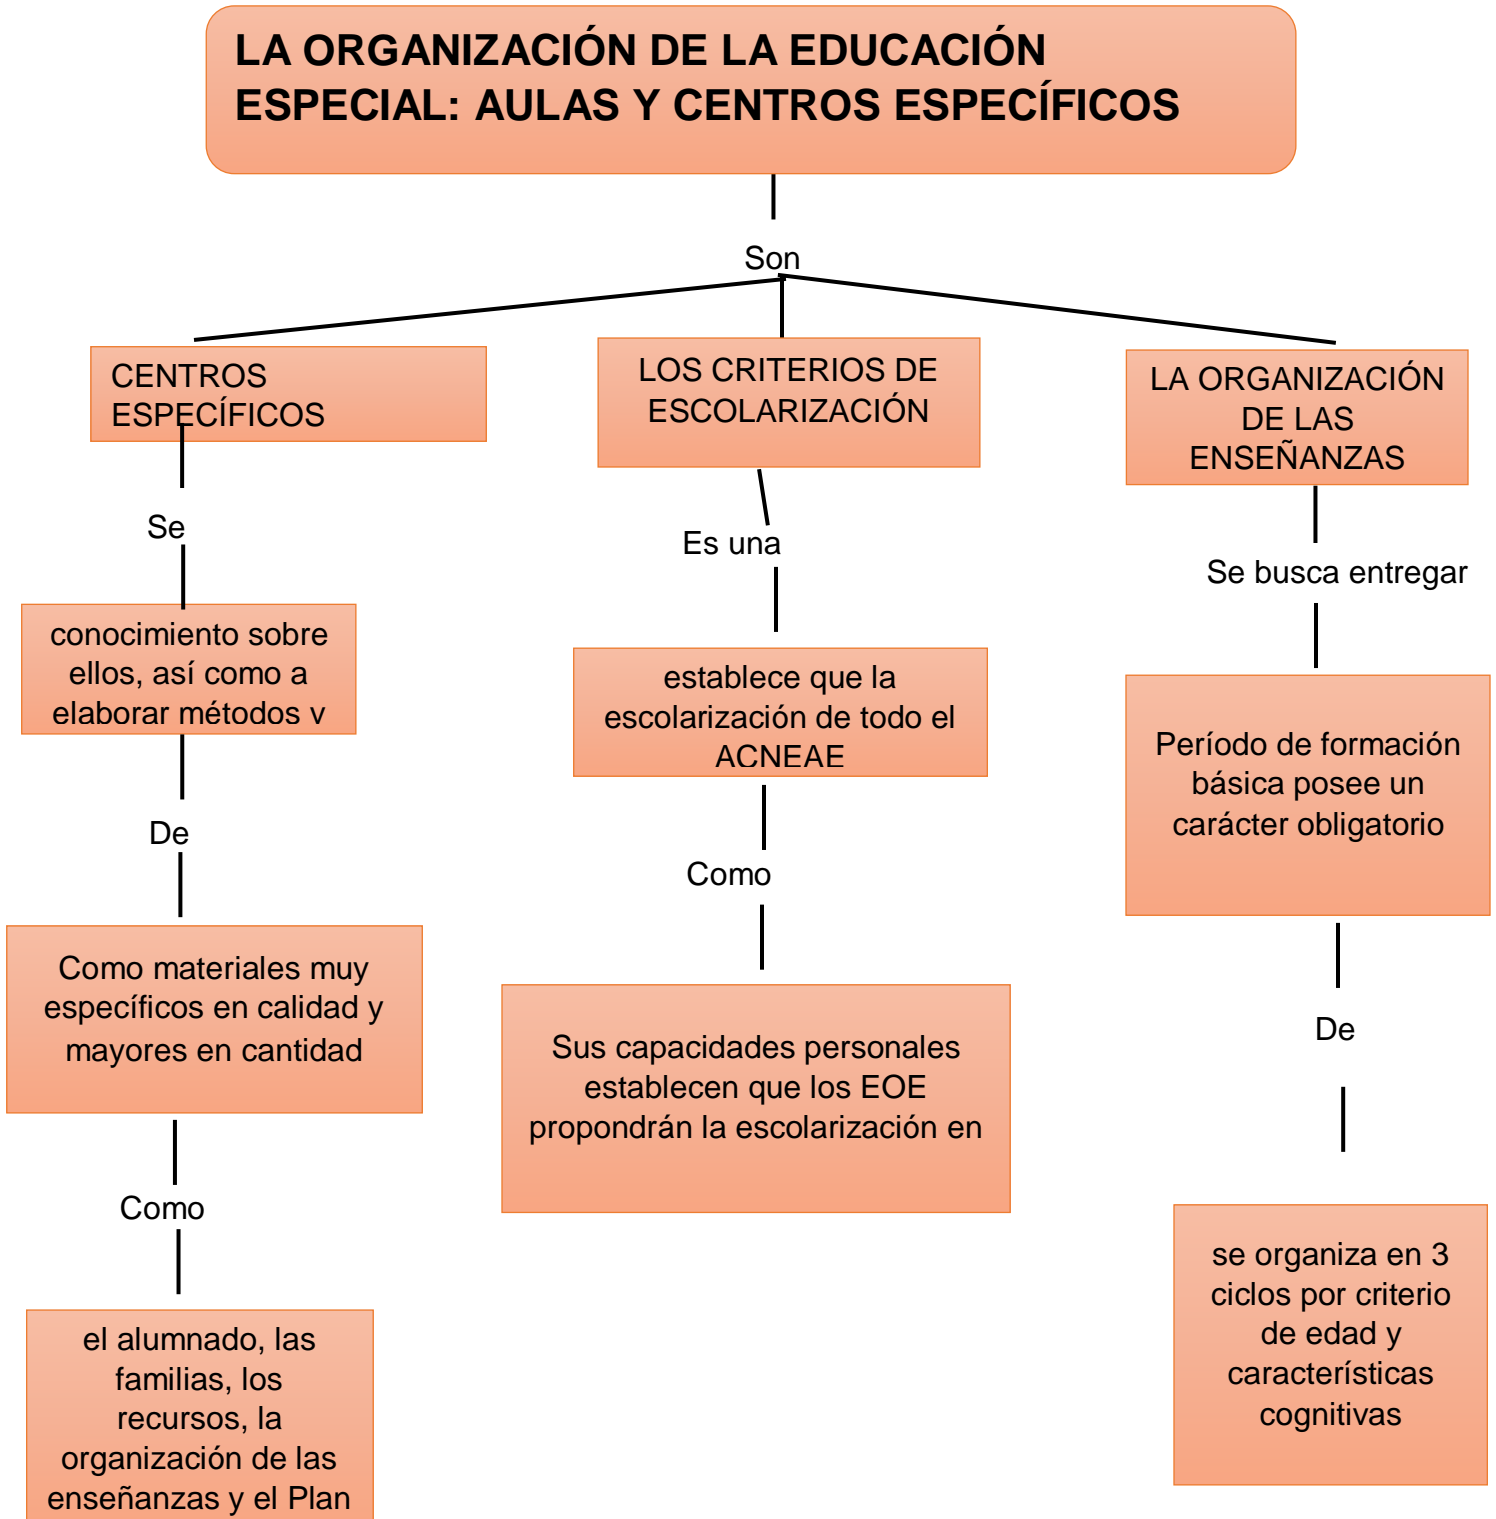 LA ORGANIZACIÓN DE LA EDUCACIÓN
ESPECIAL: AULAS Y CENTROS ESPECÍFICOS
Son
CENTROS
ESPECÍFICOS
Se
conocimiento sobre
ellos, así como a
elaborar métodos y
De
Como materiales muy
específicos en calidad y
mayores en cantidad
Como
el alumnado, las
familias, los
recursos, la
organización de las
enseñanzas y el Plan
LOS CRITERIOS DE
ESCOLARIZACIÓN
Es una
establece que la
escolarización de todo el
ACNEAE
Como
Sus capacidades personales
establecen que los EOE
propondrán la escolarización en
LA ORGANIZACIÓN
DE LAS
ENSEÑANZAS
Se busca entregar
Período de formación
básica posee un
carácter obligatorio
De
se organiza en 3
ciclos por criterio
de edad y
características
cognitivas